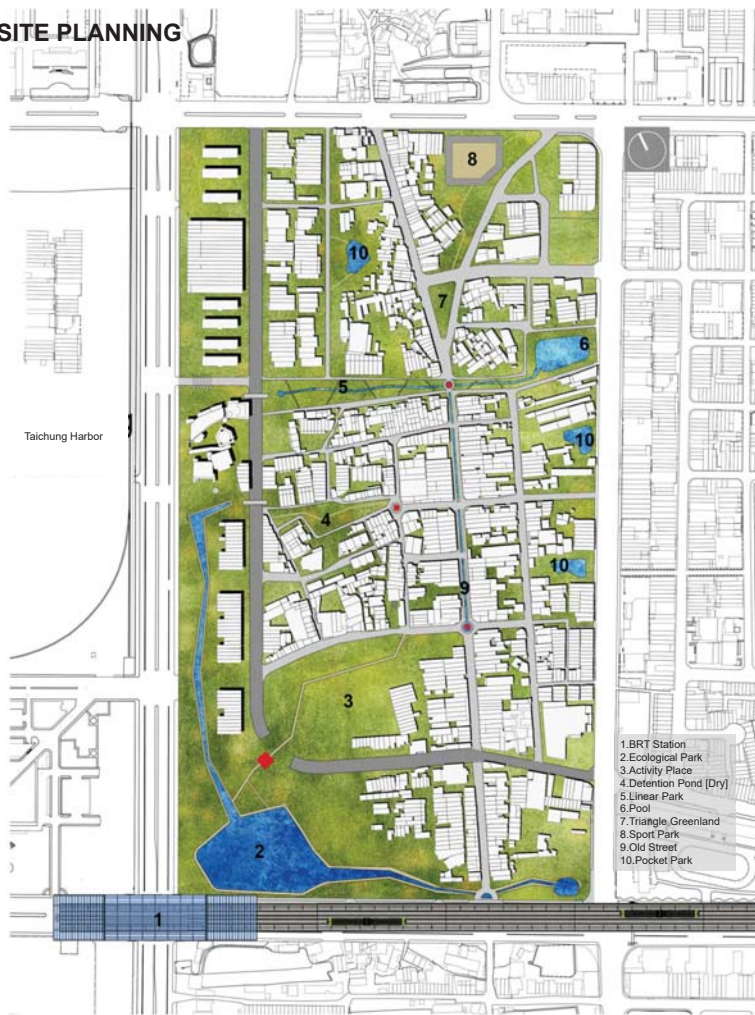 SITE PLANNING
8
10
7
6
5
Taichung Harbor
10
4
10
9
3
1.BRT Station
2.Ecological Park
3.Activity Place
4.Detention Pond [Dry]
5.Linear Park
6.Pool
7.Triangle Greenland
8.Sport Park
9.Old Street
10.Pocket Park
2
1